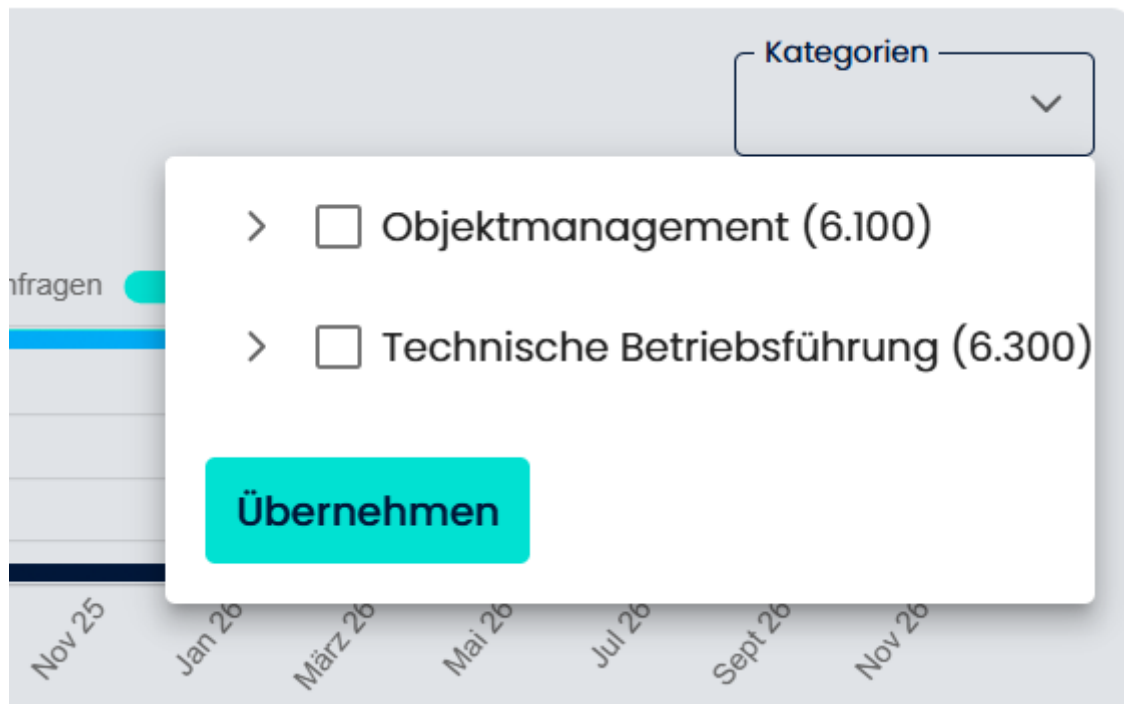 Kategorien
Objektmanagement (6.100)
nfragen
Technische Betriebsführung (6.300)
Übernehmen
Nov 25
Jan 26
März 26
Mai 26
Jul 26
Sept 26
Nov 26